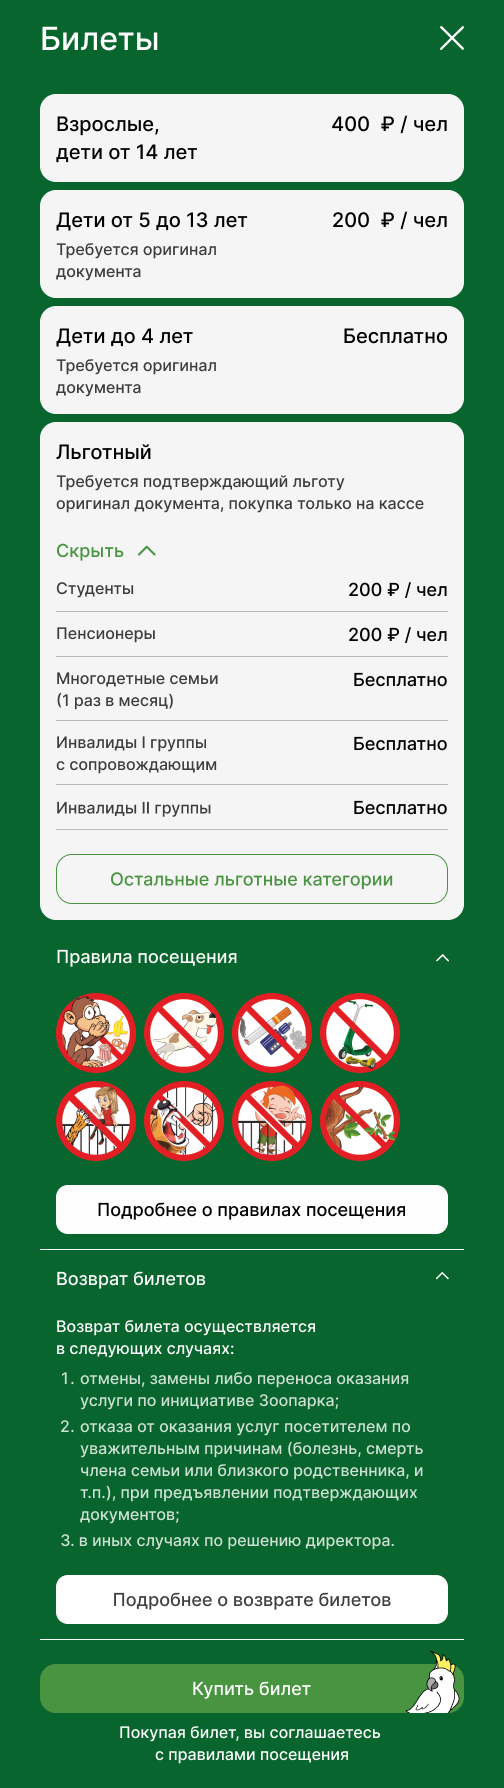 Билеты
Взрослые,
дети от 14 лет
400 ₽ / чел
Дети от 5 до 13 лет
200 ₽ / чел
Требуется оригинал
документа
Дети до 4 лет
Бесплатно
Требуется оригинал
документа
Льготный
Требуется подтверждающий льготу
оригинал документа, покупка только на кассе
Скрыть
Студенты
200 ₽ / чел
Пенсионеры
200 ₽ / чел
Многодетные семьи
(1 раз в месяц)
Бесплатно
Инвалиды I группы
с сопровождающим
Бесплатно
Инвалиды II группы
Бесплатно
Остальные льготные категории
Правила посещения
Подробнее о правилах посещения
Возврат билетов
Возврат билета осуществляется
в следующих случаях:
1. отмены, замены либо переноса оказания
услуги по инициативе Зоопарка;
2. отказа от оказания услуг посетителем по
уважительным причинам (болезнь, смерть
члена семьи или близкого родственника, и
т.п.), при предъявлении подтверждающих
документов;
3. в иных случаях по решению директора.
Подробнее о возврате билетов
Купить билет
Покупая билет, вы соглашаетесь
с правилами посещения